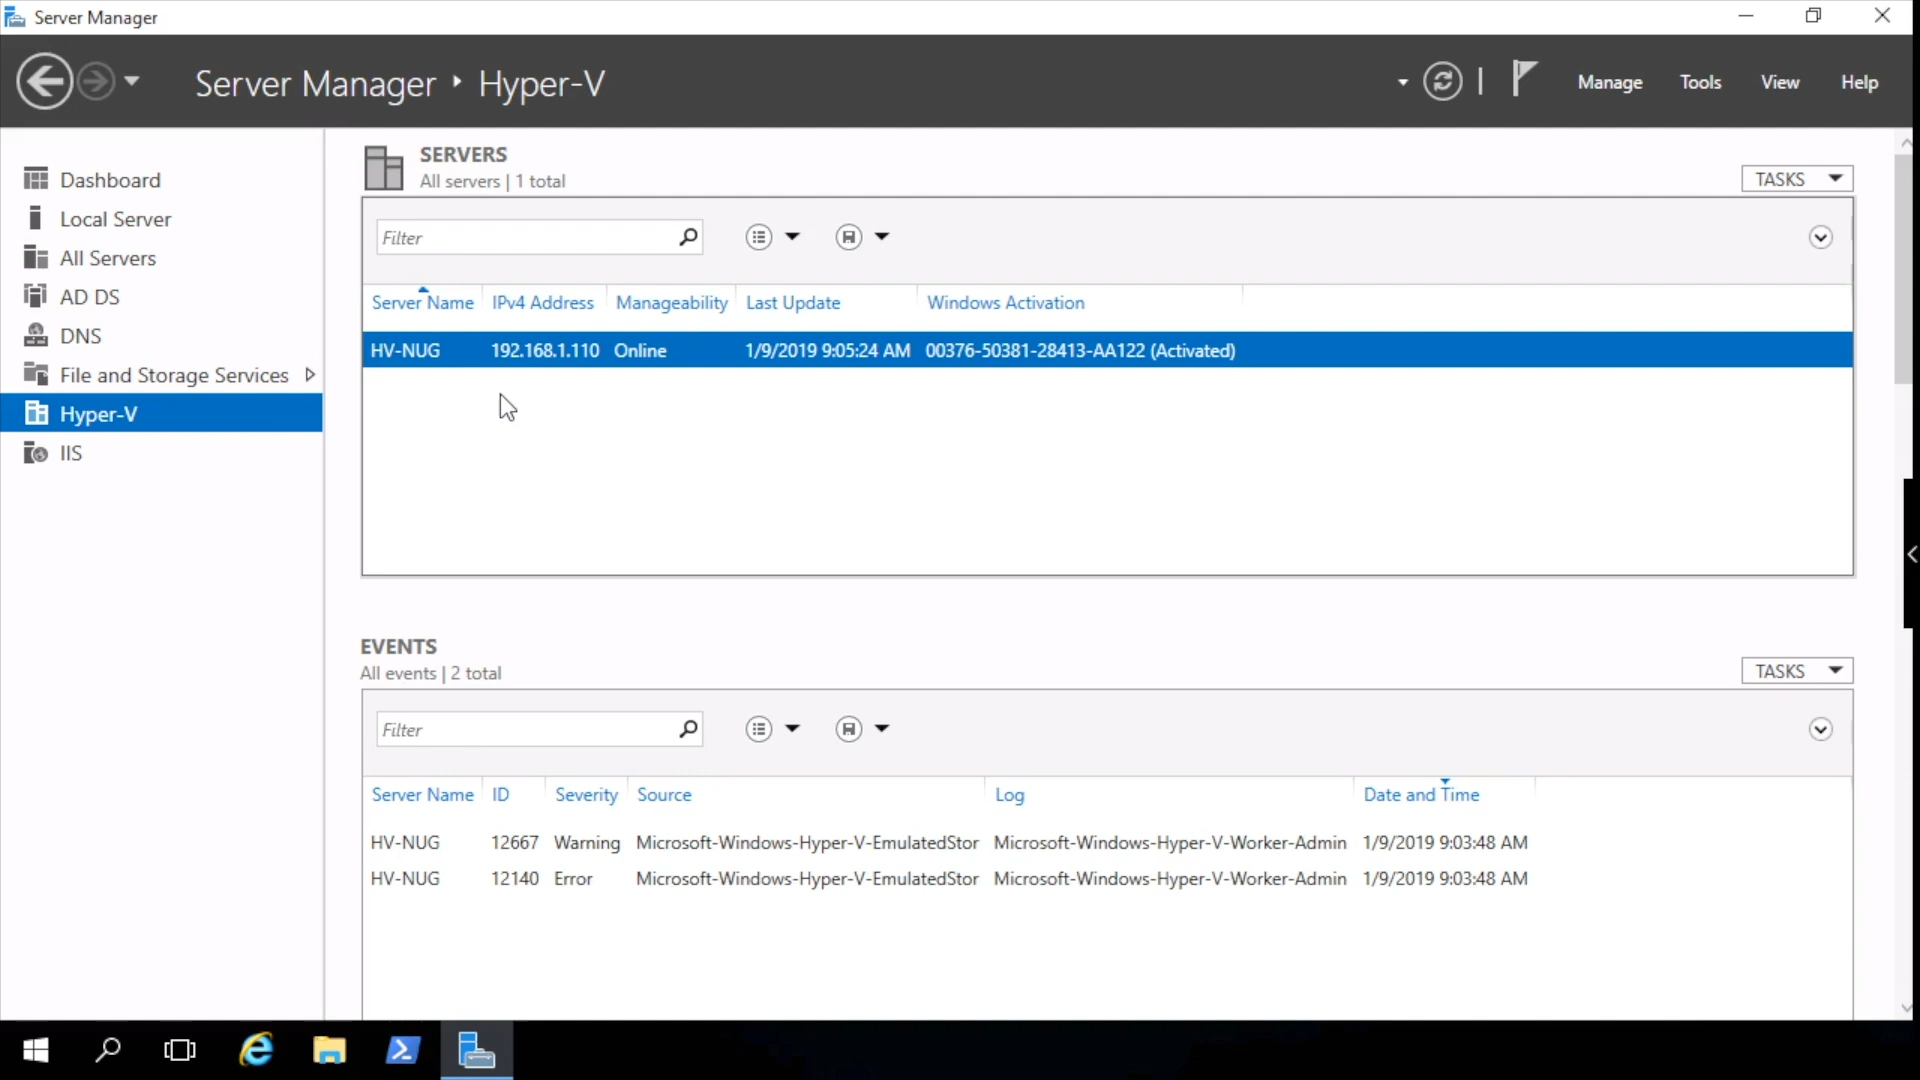 Server Manager
Server Manager ‣ Hyper-V
Manage Tools View Help
Dashboard
Local Server
All Servers
AD DS
DNS
File and Storage Services
Hyper-V
IIS
SERVERS
All servers | 1 total
TASKS
Filter
Server Name IPv4 Address Manageability Last Update Windows Activation
HV-NUG 192.168.1.110 Online 1/9/2019 9:05:24 AM 00376-50381-28413-AA122 (Activated)
EVENTS
All events | 2 total
TASKS
Filter
Server Name ID Severity Source Log Date and Time
HV-NUG 12667 Warning Microsoft-Windows-Hyper-V-EmulatedStor Microsoft-Windows-Hyper-V-Worker-Admin 1/9/2019 9:03:48 AM
HV-NUG 12140 Error Microsoft-Windows-Hyper-V-EmulatedStor Microsoft-Windows-Hyper-V-Worker-Admin 1/9/2019 9:03:48 AM